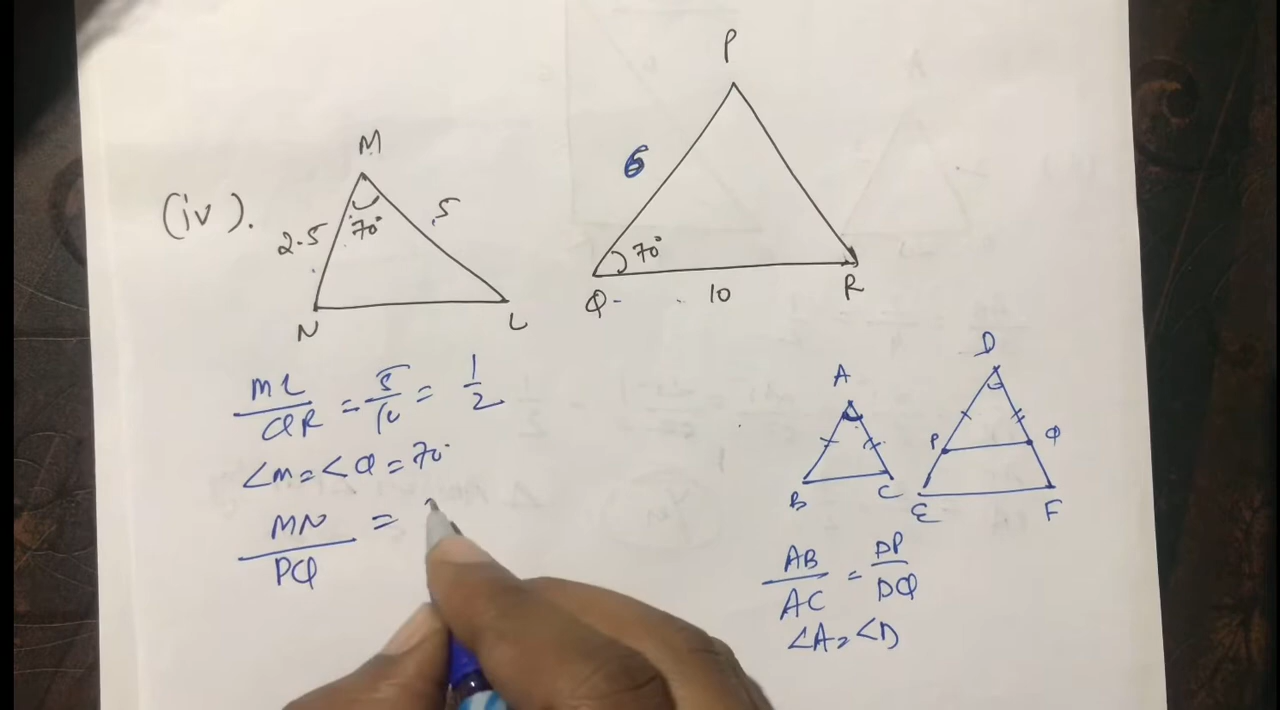 P
M
6
(iv).
2.5
70°
5
70°
Q
10
R
N
L
ML/QR = 5/10 = 1/2
∠M = ∠Q = 70°
MN/PQ =
D
A
P
Q
B
C
E
F
AB/AC = DP/DQ
∠A = ∠D